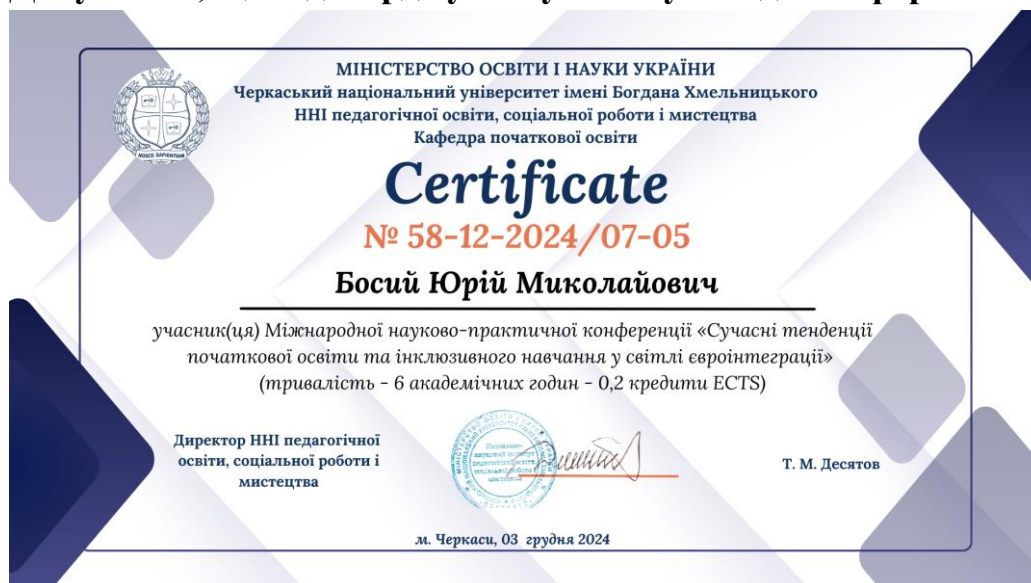 МІНІСТЕРСТВО ОСВІТИ І НАУКИ УКРАЇНИ
Черкаський національний університет імені Богдана Хмельницького
ННІ педагогічної освіти, соціальної роботи і мистецтва
Кафедра початкової освіти
Certificate
№ 58-12-2024/07-05
Босий Юрій Миколайович
учасник(ця) Міжнародної науково-практичної конференції «Сучасні тенденції
початкової освіти та інклюзивного навчання у світлі євроінтеграції»
(тривалість - 6 академічних годин - 0,2 кредити ECTS)
Директор ННІ педагогічної
освіти, соціальної роботи і
мистецтва
Т. М. Десятов
м. Черкаси, 03 грудня 2024